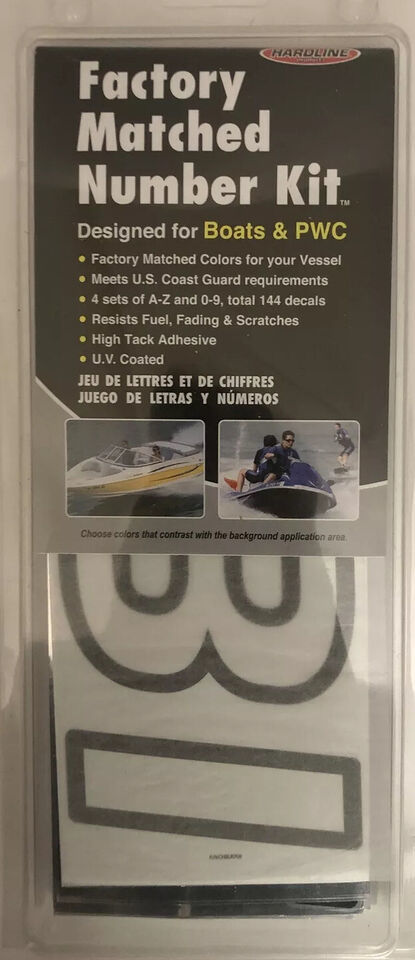 HARDLINE
PRODUCTS
Factory
Matched
Number Kit™
Designed for Boats & PWC
• Factory Matched Colors for your Vessel
• Meets U.S. Coast Guard requirements
• 4 sets of A-Z and 0-9, total 144 decals
• Resists Fuel, Fading & Scratches
• High Tack Adhesive
• U.V. Coated
JEU DE LETTRES ET DE CHIFFRES
JUEGO DE LETRAS Y NÚMEROS
Choose colors that contrast with the background application area.